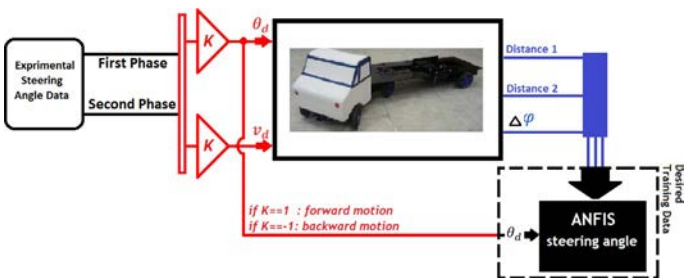 Exprimental
Steering
Angle Data
First Phase
Second Phase
K
K
θd
vd
Distance 1
Distance 2
Δφ
if K==1 : forward motion
if K==-1: backward motion
θd
ANFIS
steering angle
Desired
Training Data